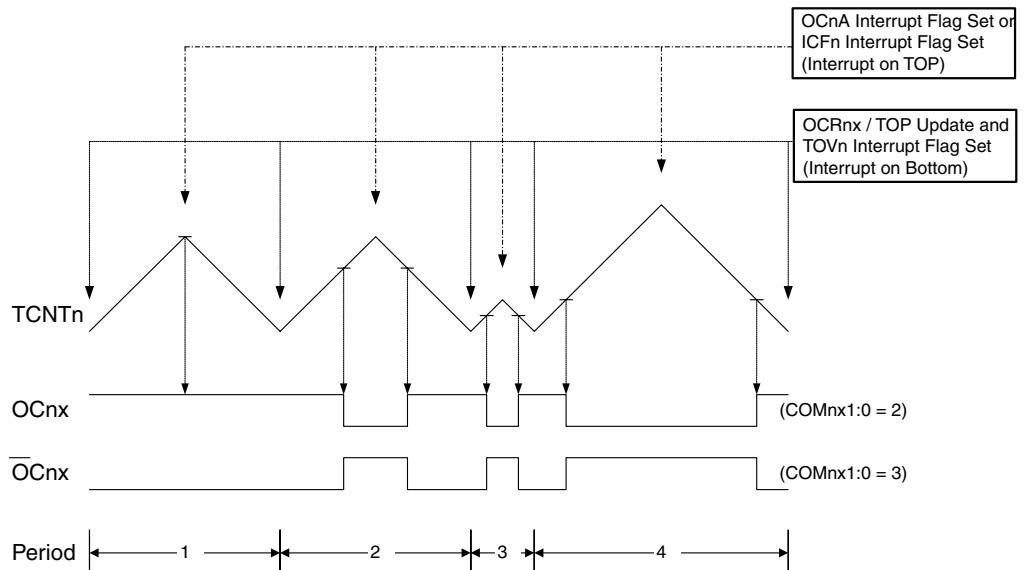 OCnA Interrupt Flag Set or
ICFn Interrupt Flag Set
(Interrupt on TOP)
OCRnx / TOP Update and
TOVn Interrupt Flag Set
(Interrupt on Bottom)
TCNTn
OCnx
(COMnx1:0 = 2)
O̅Cnx
(COMnx1:0 = 3)
Period
1
2
3
4